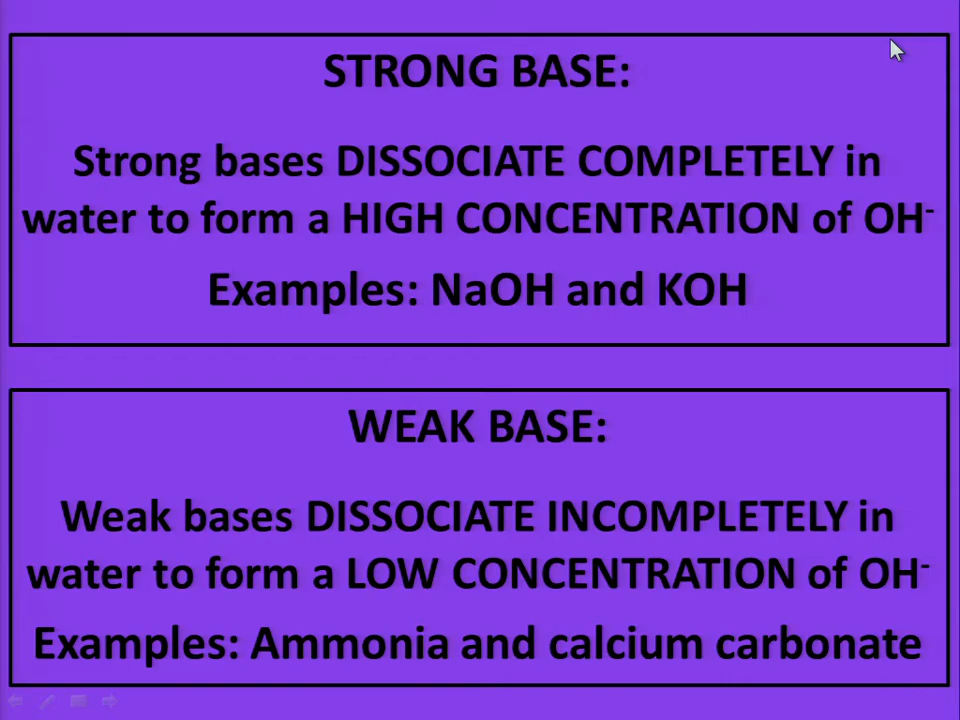 STRONG BASE:
Strong bases DISSOCIATE COMPLETELY in
water to form a HIGH CONCENTRATION of OH⁻
Examples: NaOH and KOH
WEAK BASE:
Weak bases DISSOCIATE INCOMPLETELY in
water to form a LOW CONCENTRATION of OH⁻
Examples: Ammonia and calcium carbonate